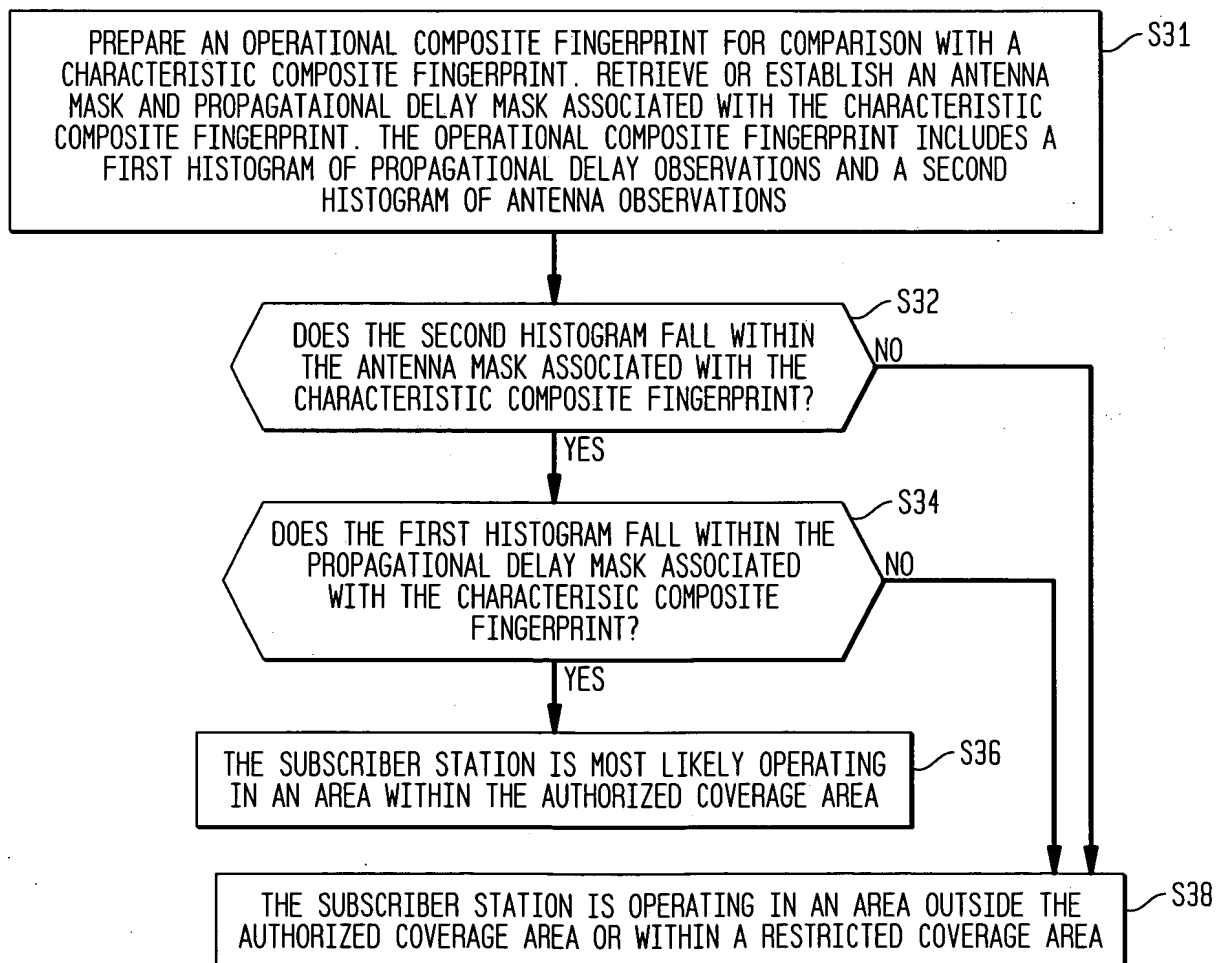 PREPARE AN OPERATIONAL COMPOSITE FINGERPRINT FOR COMPARISON WITH A
CHARACTERISTIC COMPOSITE FINGERPRINT. RETRIEVE OR ESTABLISH AN ANTENNA
MASK AND PROPAGATAIONAL DELAY MASK ASSOCIATED WITH THE CHARACTERISTIC
COMPOSITE FINGERPRINT. THE OPERATIONAL COMPOSITE FINGERPRINT INCLUDES A
FIRST HISTOGRAM OF PROPAGATIONAL DELAY OBSERVATIONS AND A SECOND
HISTOGRAM OF ANTENNA OBSERVATIONS
S31
DOES THE SECOND HISTOGRAM FALL WITHIN
THE ANTENNA MASK ASSOCIATED WITH THE
CHARACTERISTIC COMPOSITE FINGERPRINT?
S32
NO
YES
DOES THE FIRST HISTOGRAM FALL WITHIN THE
PROPAGATIONAL DELAY MASK ASSOCIATED
WITH THE CHARACTERISIC COMPOSITE
FINGERPRINT?
S34
NO
YES
THE SUBSCRIBER STATION IS MOST LIKELY OPERATING
IN AN AREA WITHIN THE AUTHORIZED COVERAGE AREA
S36
THE SUBSCRIBER STATION IS OPERATING IN AN AREA OUTSIDE THE
AUTHORIZED COVERAGE AREA OR WITHIN A RESTRICTED COVERAGE AREA
S38